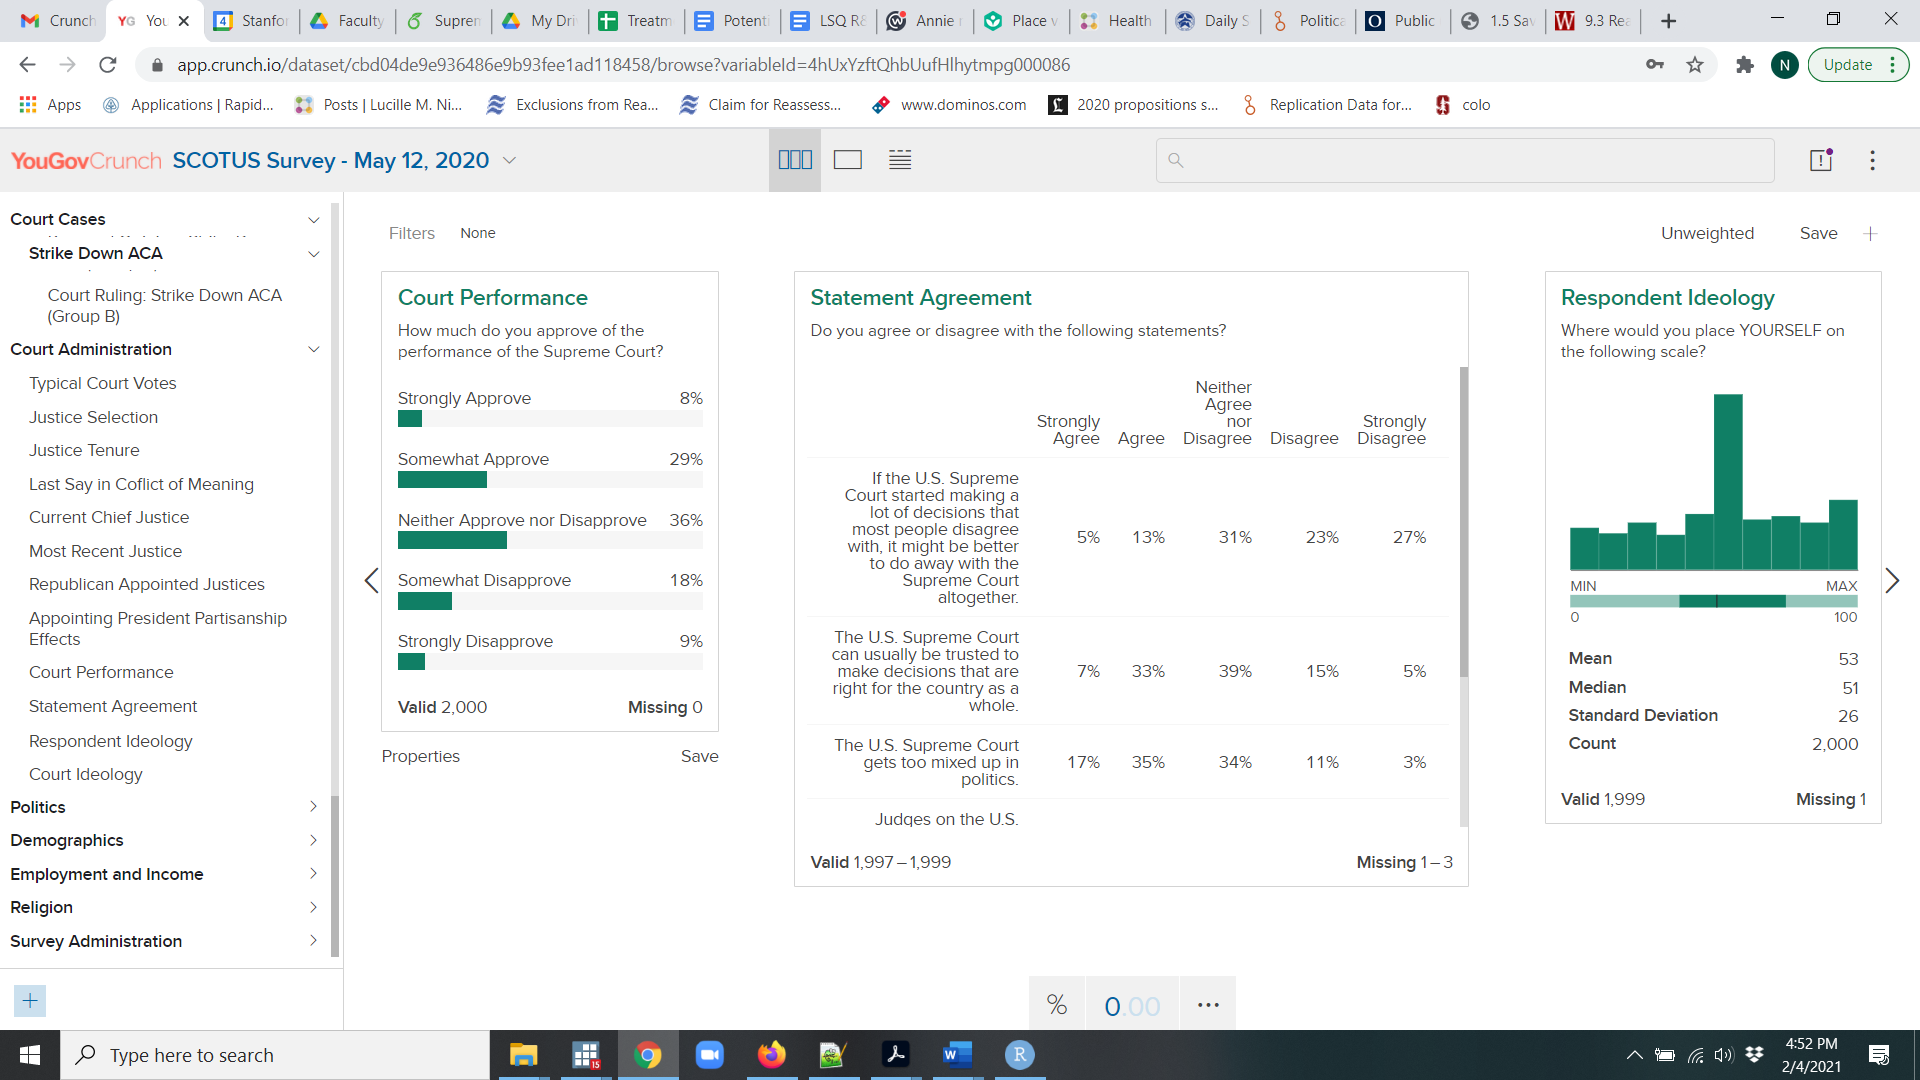 Crunch
YG You
4 Stanfo
Faculty
Suprem
My Dri
Treatm
Potenti
LSQ R&
Annie
Place v
Health
Daily S
Politica
Public
1.5 Sav
W 9.3 Rea
app.crunch.io/dataset/cbd04de9e936486e9b93fee1ad118458/browse?variableId=4hUxYzftQhbUufHlhytmpg000086
N
Update
Apps
Applications | Rapid...
Posts | Lucille M. Ni...
Exclusions from Rea...
Claim for Reassess...
www.dominos.com
2020 propositions s...
Replication Data for...
colo
YouGovCrunch SCOTUS Survey - May 12, 2020
Court Cases
Strike Down ACA
Court Ruling: Strike Down ACA
(Group B)
Court Administration
Typical Court Votes
Justice Selection
Justice Tenure
Last Say in Coflict of Meaning
Current Chief Justice
Most Recent Justice
Republican Appointed Justices
Appointing President Partisanship
Effects
Court Performance
Statement Agreement
Respondent Ideology
Court Ideology
Politics
Demographics
Employment and Income
Religion
Survey Administration
Filters None
Unweighted Save
Court Performance
How much do you approve of the
performance of the Supreme Court?
Strongly Approve 8%
Somewhat Approve 29%
Neither Approve nor Disapprove 36%
Somewhat Disapprove 18%
Strongly Disapprove 9%
Valid 2,000 Missing 0
Properties Save
Statement Agreement
Do you agree or disagree with the following statements?
Strongly
Agree
Agree
Neither
Agree
nor
Disagree
Disagree
Strongly
Disagree
If the U.S. Supreme
Court started making a
lot of decisions that
most people disagree
with, it might be better
to do away with the
Supreme Court
altogether.
5% 13% 31% 23% 27%
The U.S. Supreme Court
can usually be trusted to
make decisions that are
right for the country as a
whole.
7% 33% 39% 15% 5%
The U.S. Supreme Court
gets too mixed up in
politics.
17% 35% 34% 11% 3%
Judges on the U.S.
Valid 1,997 – 1,999 Missing 1 – 3
Respondent Ideology
Where would you place YOURSELF on
the following scale?
MIN MAX
0 100
Mean 53
Median 51
Standard Deviation 26
Count 2,000
Valid 1,999 Missing 1
% 0.00 ...
Type here to search
15
W
R
4:52 PM
2/4/2021